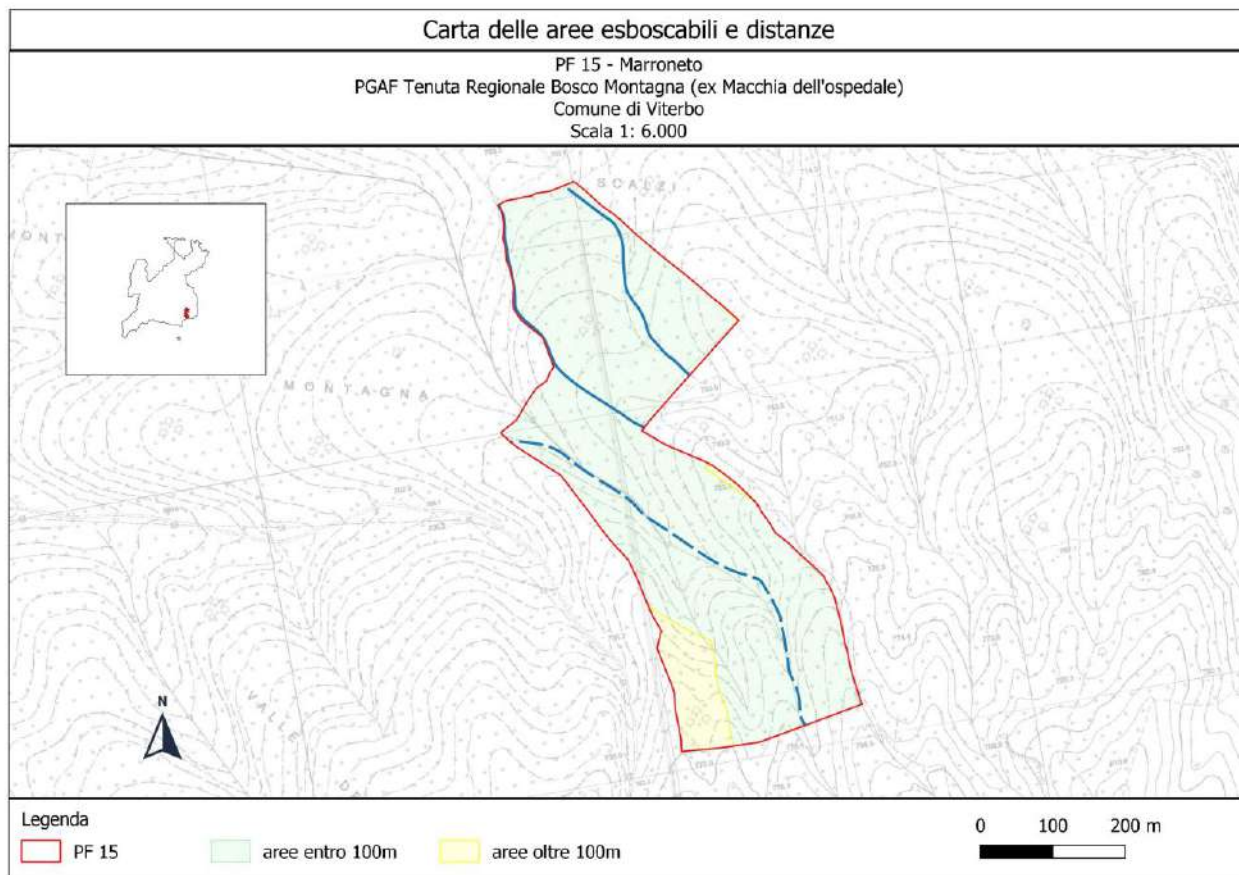 Carta delle aree esboscabili e distanze
PF 15 - Marroneto
PGAF Tenuta Regionale Bosco Montagna (ex Macchia dell'ospedale)
Comune di Viterbo
Scala 1: 6.000
SCALZI
MONTAGNA
VALLE
N
Legenda
PF 15
aree entro 100m
aree oltre 100m
0 100 200 m